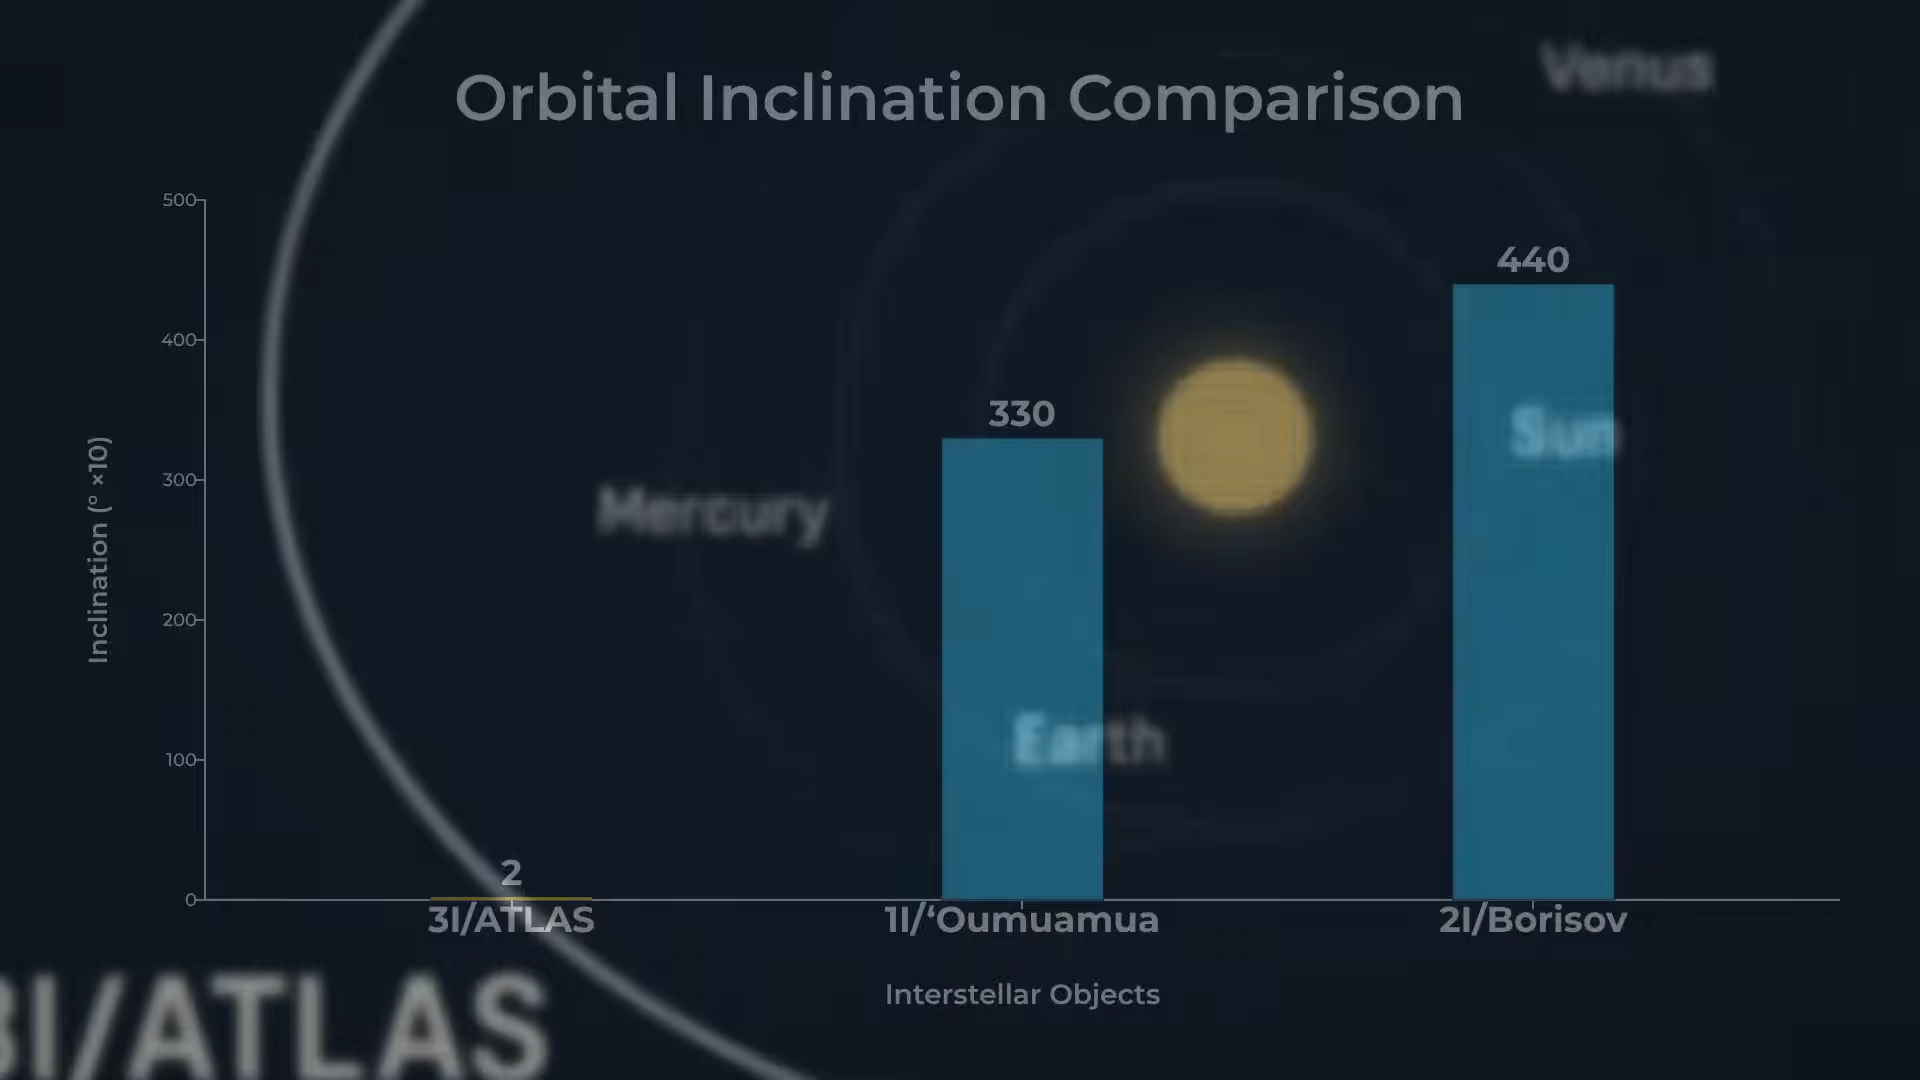 Venus
Orbital Inclination Comparison
500
440
400
330
Sun
300
Mercury
Inclination (° ×10)
200
Earth
100
2
0
3I/ATLAS
1I/‘Oumuamua
2I/Borisov
3I/ATLAS
Interstellar Objects